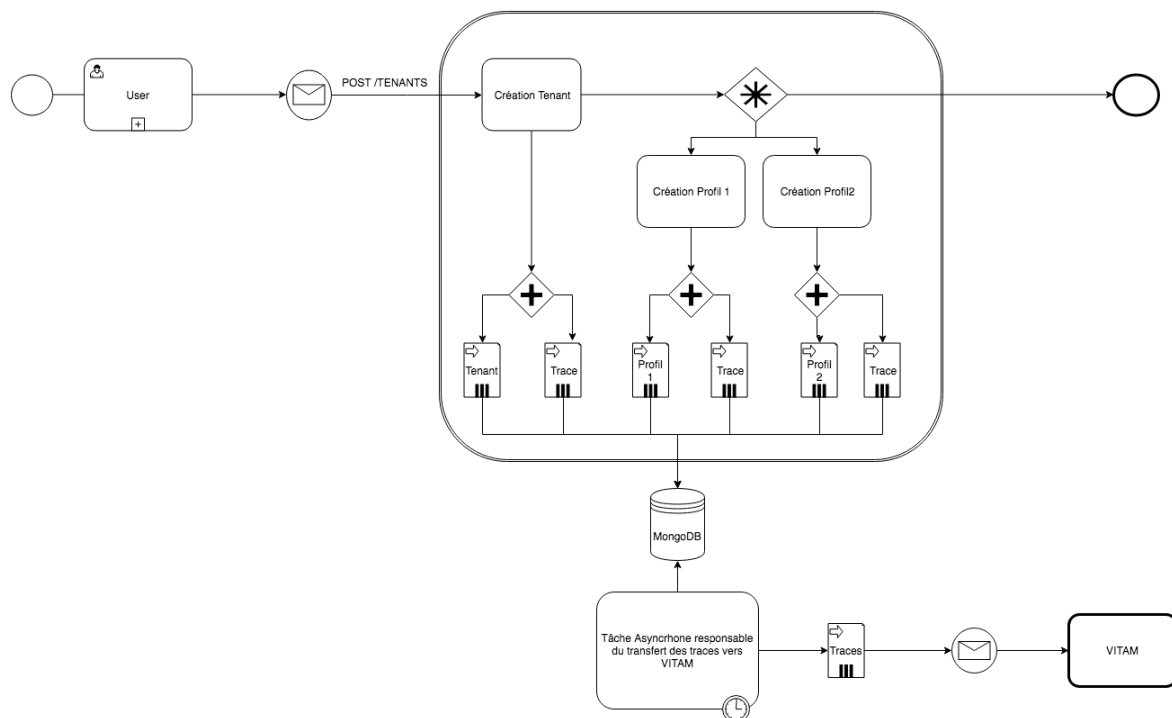 User
POST /TENANTS
Création Tenant
Création Profil 1
Création Profil2
Tenant
Trace
Profil
1
Trace
Profil
2
Trace
MongoDB
Tâche Asyncrhone responsable
du transfert des traces vers
VITAM
Traces
VITAM